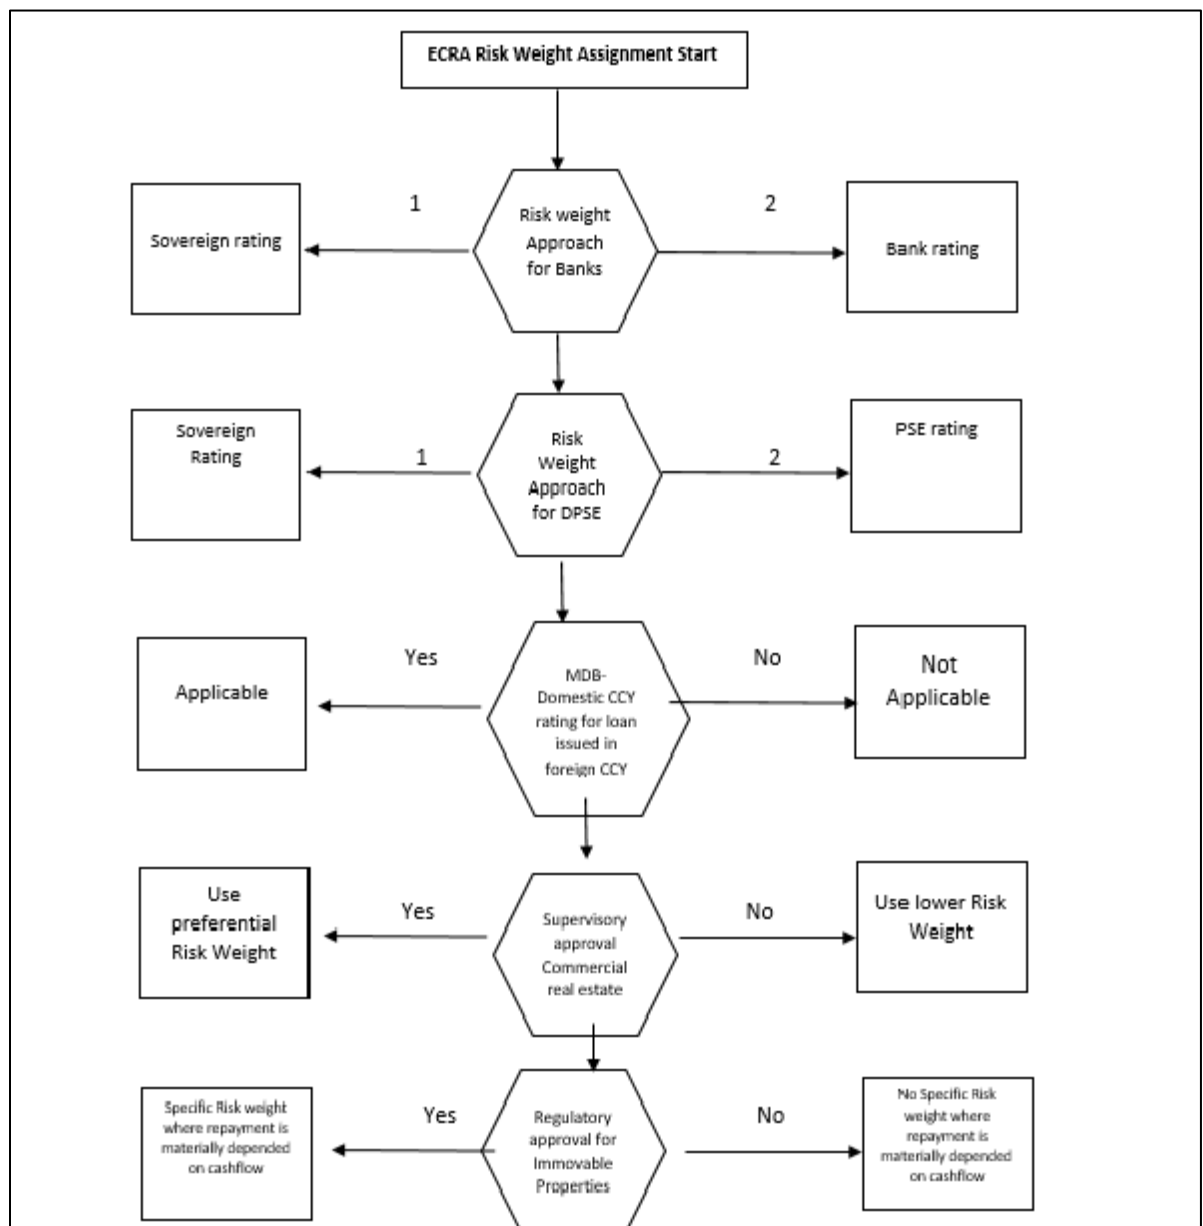 ECRA Risk Weight Assignment Start
1
2
Sovereign rating
Risk weight
Approach
for Banks
Bank rating
Sovereign
Rating
1
Risk
Weight
Approach
for DPSE
2
PSE rating
Applicable
Yes
MDB-
Domestic CCY
rating for loan
issued in
foreign CCY
No
Not
Applicable
Use
preferential
Risk Weight
Yes
Supervisory
approval
Commercial
real estate
No
Use lower Risk
Weight
Specific Risk weight
where repayment is
materially depended
on cashflow
Yes
Regulatory
approval for
Immovable
Properties
No
No Specific Risk
weight where
repayment is
materially depended
on cashflow